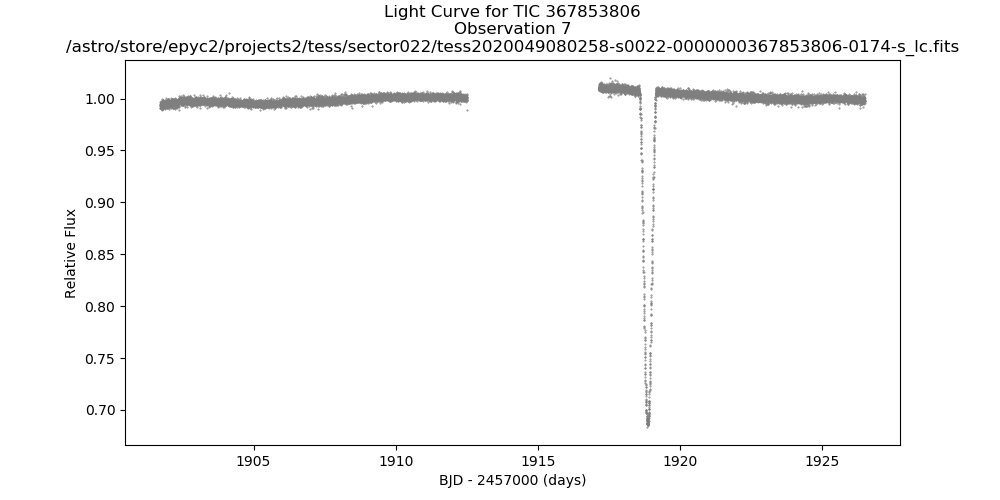 Light Curve for TIC 367853806
Observation 7
/astro/store/epyc2/projects2/tess/sector022/tess2020049080258-s0022-0000000367853806-0174-s_lc.fits
1.00
0.95
0.90
0.85
0.80
0.75
0.70
Relative Flux
1905
1910
1915
1920
1925
BJD - 2457000 (days)